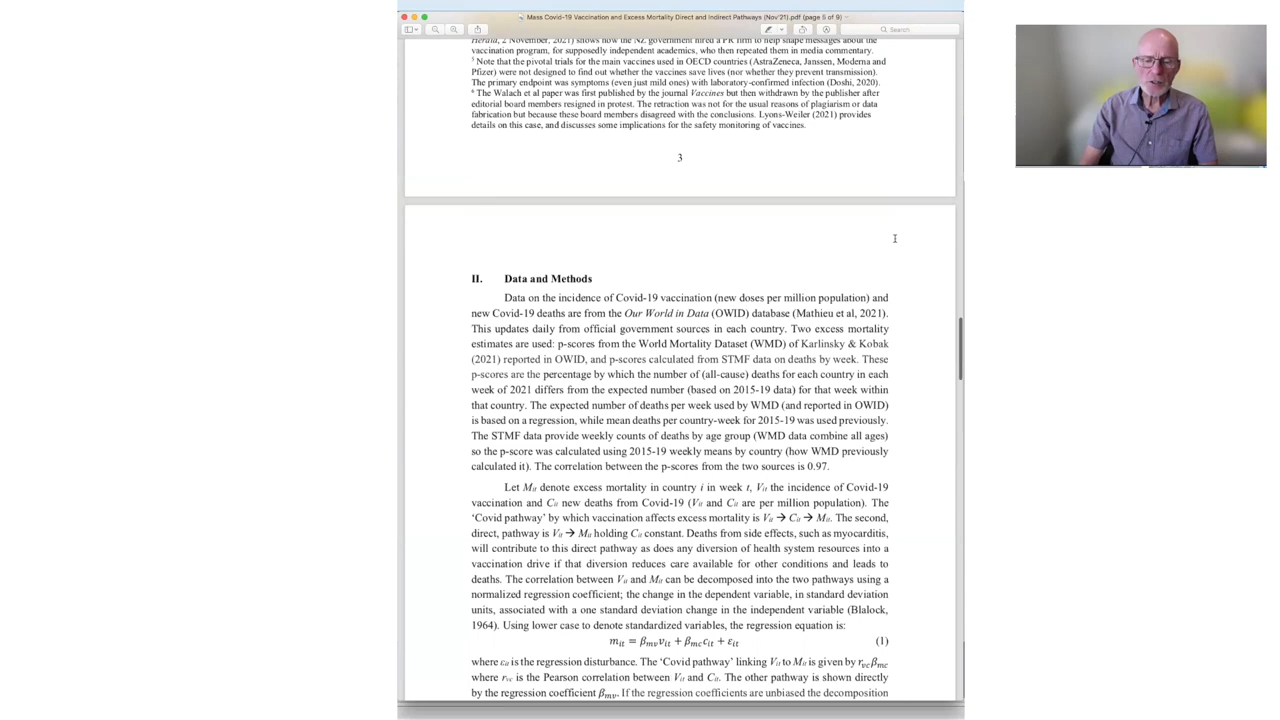 Mass Covid-19 Vaccination and Excess Mortality Direct and Indirect Pathways (Nov'21).pdf (page 5 of 9)
Search
Herald, 2 November, 2021) shows how the NZ government hired a PR firm to help shape messages about the
vaccination program, for supposedly independent academics, who then repeated them in media commentary.
⁵ Note that the pivotal trials for the main vaccines used in OECD countries (AstraZeneca, Janssen, Moderna and
Pfizer) were not designed to find out whether the vaccines save lives (nor whether they prevent transmission).
The primary endpoint was symptoms (even just mild ones) with laboratory-confirmed infection (Doshi, 2020).
⁶ The Walach et al paper was first published by the journal Vaccines but then withdrawn by the publisher after
editorial board members resigned in protest. The retraction was not for the usual reasons of plagiarism or data
fabrication but because these board members disagreed with the conclusions. Lyons-Weiler (2021) provides
details on this case, and discusses some implications for the safety monitoring of vaccines.
3
II. Data and Methods
Data on the incidence of Covid-19 vaccination (new doses per million population) and
new Covid-19 deaths are from the Our World in Data (OWID) database (Mathieu et al, 2021).
This updates daily from official government sources in each country. Two excess mortality
estimates are used: p-scores from the World Mortality Dataset (WMD) of Karlinsky & Kobak
(2021) reported in OWID, and p-scores calculated from STMF data on deaths by week. These
p-scores are the percentage by which the number of (all-cause) deaths for each country in each
week of 2021 differs from the expected number (based on 2015-19 data) for that week within
that country. The expected number of deaths per week used by WMD (and reported in OWID)
is based on a regression, while mean deaths per country-week for 2015-19 was used previously.
The STMF data provide weekly counts of deaths by age group (WMD data combine all ages)
so the p-score was calculated using 2015-19 weekly means by country (how WMD previously
calculated it). The correlation between the p-scores from the two sources is 0.97.
Let Mit denote excess mortality in country i in week t, Vit the incidence of Covid-19
vaccination and Cit new deaths from Covid-19 (Vit and Cit are per million population). The
‘Covid pathway’ by which vaccination affects excess mortality is Vit → Cit → Mit. The second,
direct, pathway is Vit → Mit holding Cit constant. Deaths from side effects, such as myocarditis,
will contribute to this direct pathway as does any diversion of health system resources into a
vaccination drive if that diversion reduces care available for other conditions and leads to
deaths. The correlation between Vit and Mit can be decomposed into the two pathways using a
normalized regression coefficient; the change in the dependent variable, in standard deviation
units, associated with a one standard deviation change in the independent variable (Blalock,
1964). Using lower case to denote standardized variables, the regression equation is:
mit = βmvvit + βmccit + εit (1)
where εit is the regression disturbance. The ‘Covid pathway’ linking Vit to Mit is given by rvcβmc
where rvc is the Pearson correlation between Vit and Cit. The other pathway is shown directly
by the regression coefficient βmv. If the regression coefficients are unbiased the decomposition